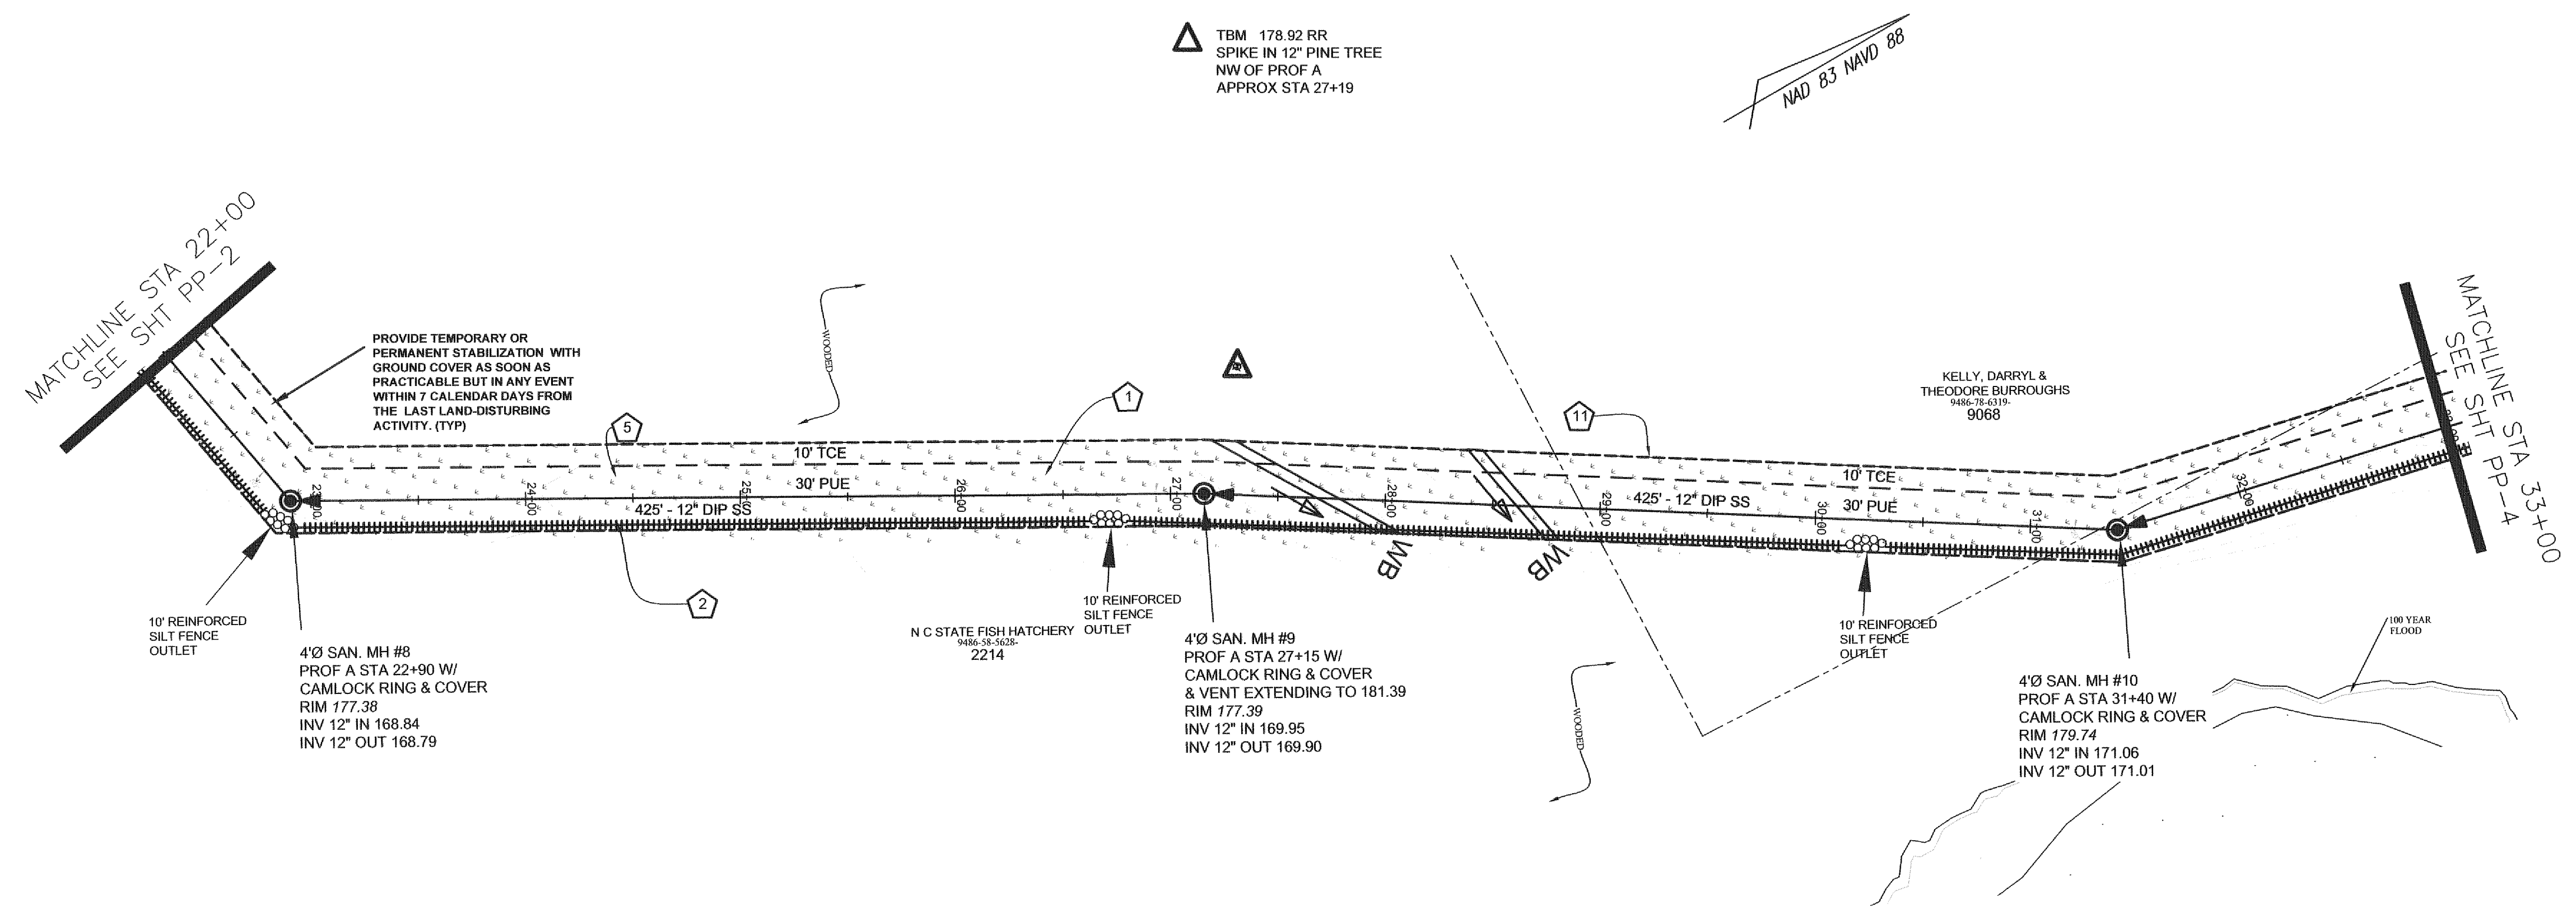 TBM 178.92 RR
SPIKE IN 12" PINE TREE
NW OF PROF A
APPROX STA 27+19
NAD 83 NAVD 88
MATCHLINE STA 22+00
SEE SHT PP-2
PROVIDE TEMPORARY OR
PERMANENT STABILIZATION WITH
GROUND COVER AS SOON AS
PRACTICABLE BUT IN ANY EVENT
WITHIN 7 CALENDAR DAYS FROM
THE LAST LAND-DISTURBING
ACTIVITY. (TYP)
WOODED
5
1
11
KELLY, DARRYL &
THEODORE BURROUGHS
9486-78-6319-
9068
MATCHLINE STA 33+00
SEE SHT PP-4
10' TCE
30' PUE
425' - 12" DIP SS
10' TCE
30' PUE
425' - 12" DIP SS
23+00
24+00
25+00
26+00
27+00
28+00
29+00
30+00
31+00
32+00
WB
WB
2
10' REINFORCED
SILT FENCE
OUTLET
4'Ø SAN. MH #8
PROF A STA 22+90 W/
CAMLOCK RING & COVER
RIM 177.38
INV 12" IN 168.84
INV 12" OUT 168.79
N C STATE FISH HATCHERY
9486-58-5628-
2214
10' REINFORCED
SILT FENCE
OUTLET
4'Ø SAN. MH #9
PROF A STA 27+15 W/
CAMLOCK RING & COVER
& VENT EXTENDING TO 181.39
RIM 177.39
INV 12" IN 169.95
INV 12" OUT 169.90
WOODED
10' REINFORCED
SILT FENCE
OUTLET
4'Ø SAN. MH #10
PROF A STA 31+40 W/
CAMLOCK RING & COVER
RIM 179.74
INV 12" IN 171.06
INV 12" OUT 171.01
100 YEAR
FLOOD